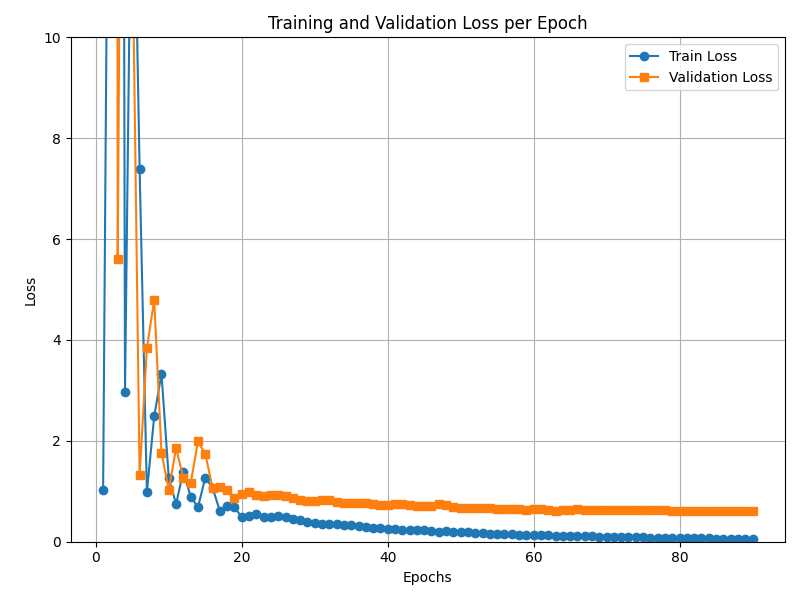 Training and Validation Loss per Epoch
Train Loss
Validation Loss
10
8
6
4
2
0
Loss
0 20 40 60 80
Epochs